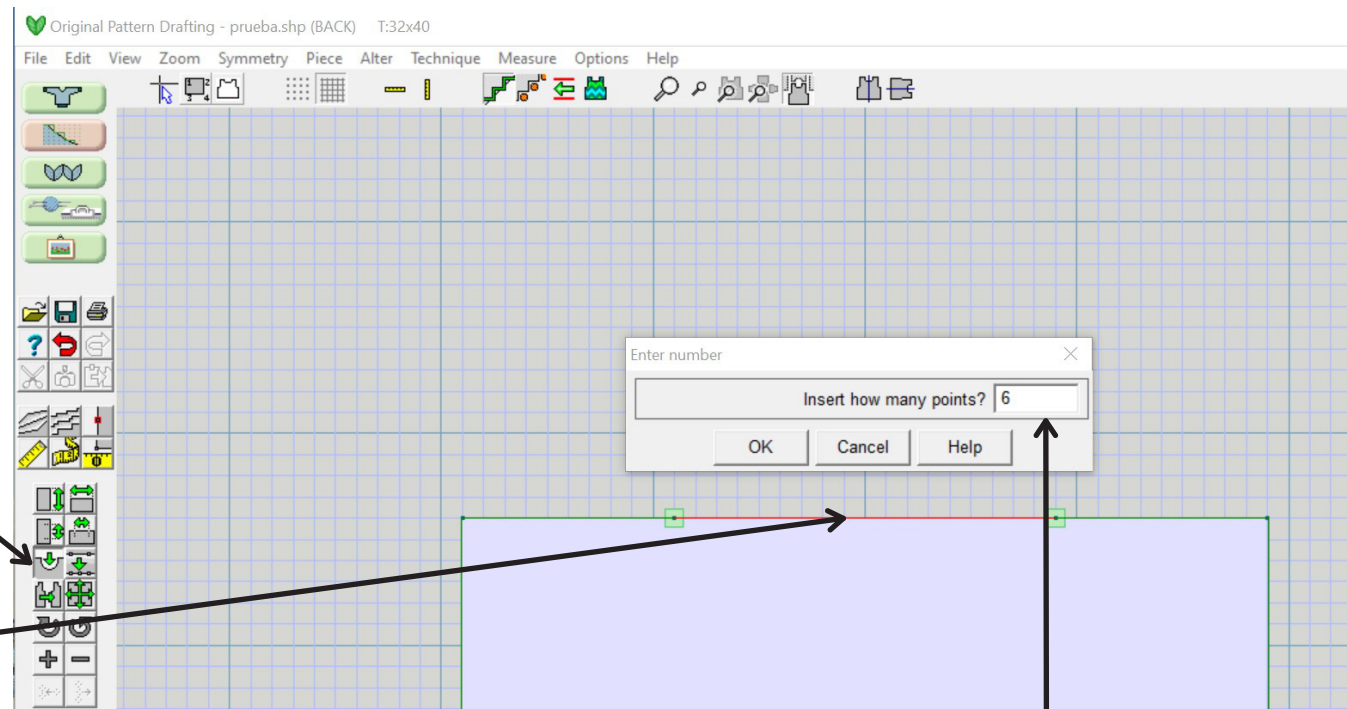 Original Pattern Drafting - prueba.shp (BACK) T:32x40
File Edit View Zoom Symmetry Piece Alter Technique Measure Options Help
Enter number
Insert how many points? 6
OK Cancel Help